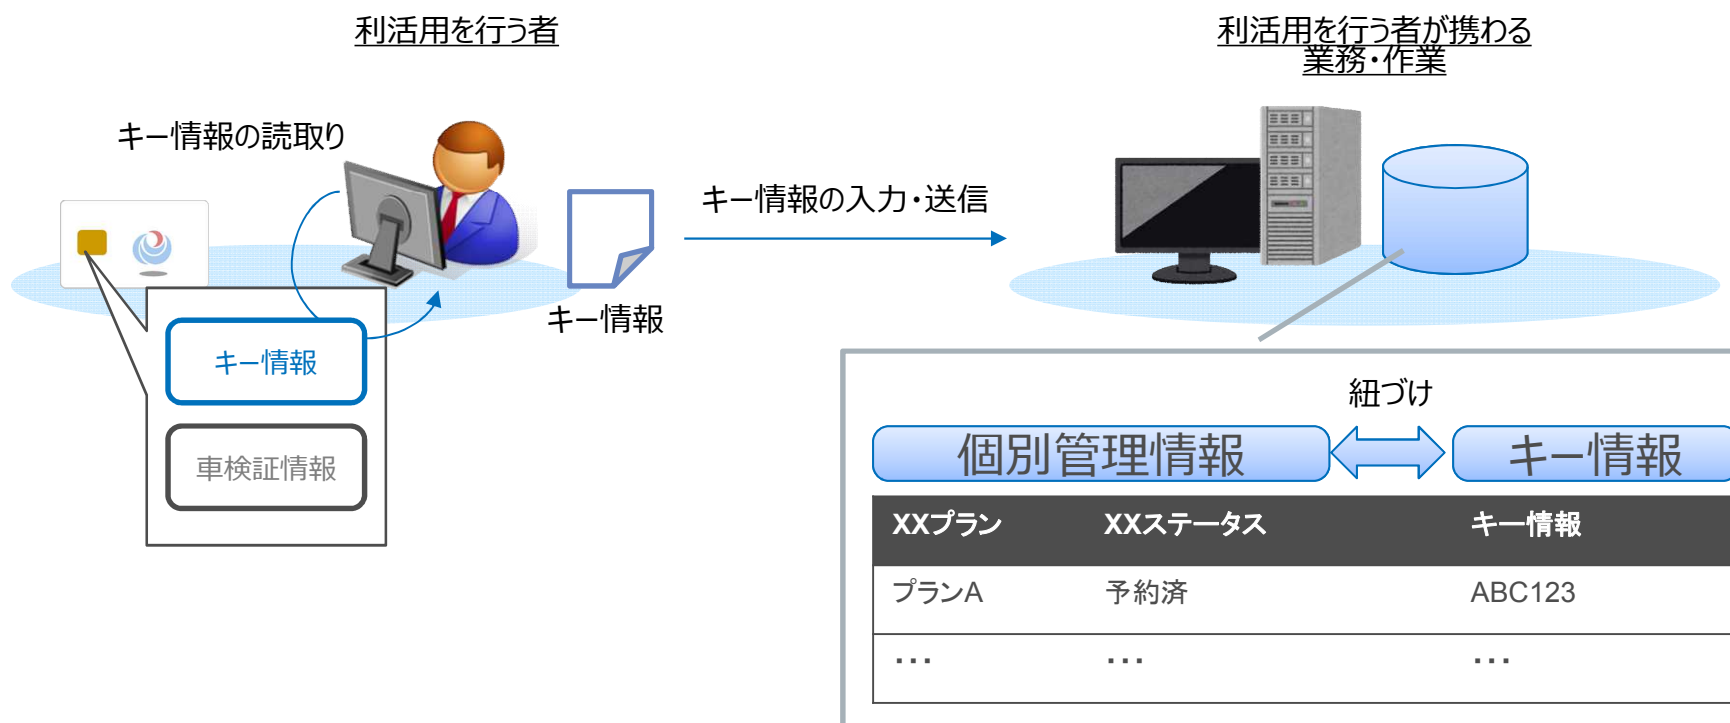 利活用を行う者
利活用を行う者が携わる
業務・作業
キー情報の読取り
キー情報の入力・送信
キー情報
キー情報
車検証情報
紐づけ
個別管理情報
キー情報
XXプラン XXステータス キー情報
プランA 予約済 ABC123
… … …